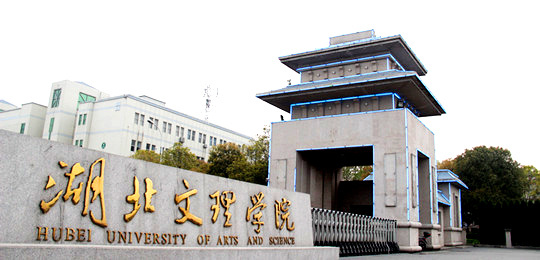 湖北文理学院
HUBEI UNIVERSITY OF ARTS AND SCIENCE